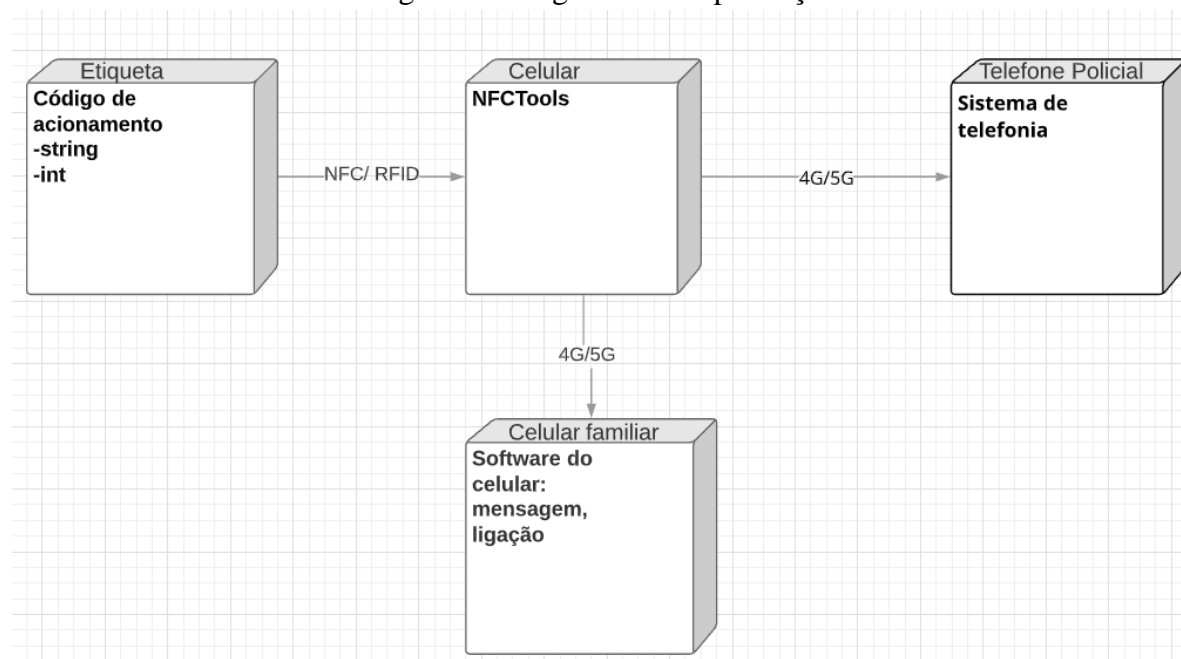 Etiqueta
Código de
acionamento
-string
-int
NFC/ RFID
Celular
NFCTools
4G/5G
Telefone Policial
Sistema de
telefonia
4G/5G
Celular familiar
Software do
celular:
mensagem,
ligação